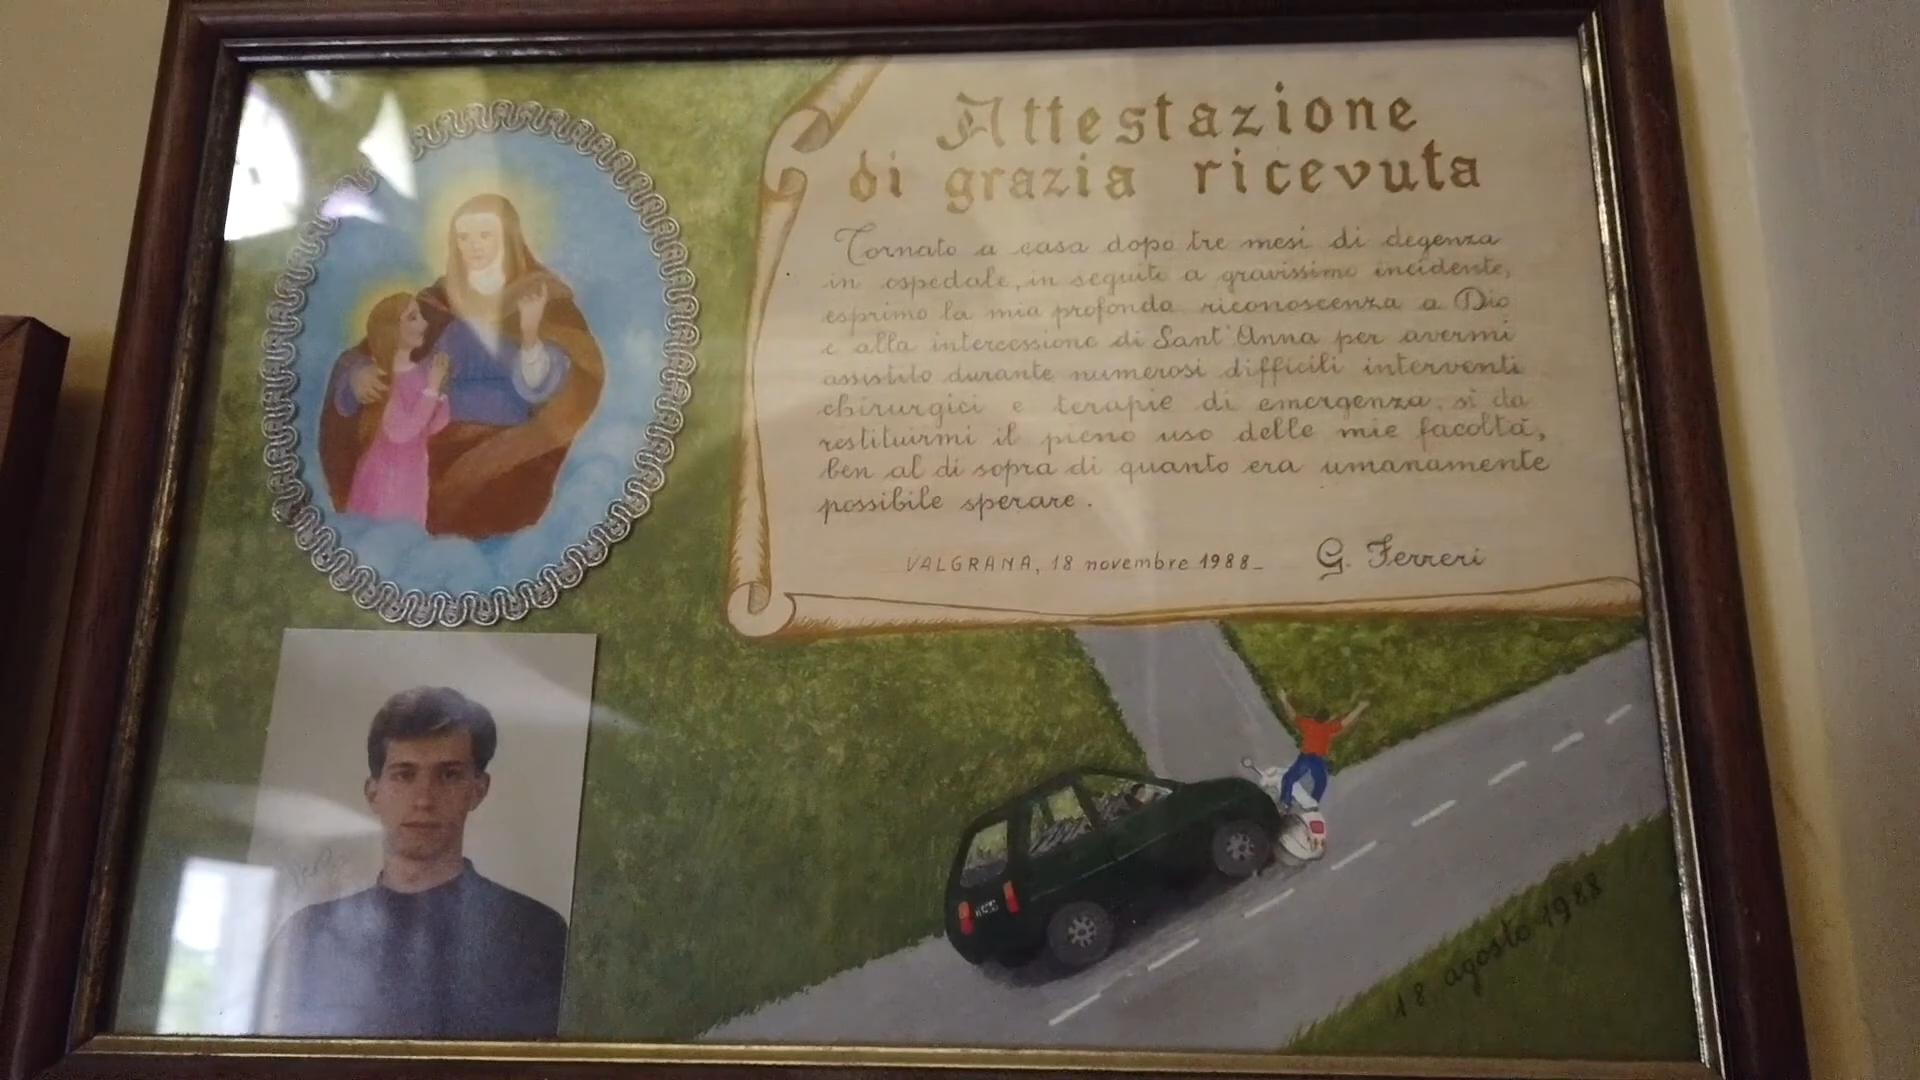 Attestazione
di grazia ricevuta
Tornato a casa dopo tre mesi di degenza
in ospedale, in seguito a gravissimo incidente,
esprimo la mia profonda riconoscenza a Dio
e alla intercessione di Sant'Anna per avermi
assistito durante numerosi difficili interventi
chirurgici e terapie di emergenza, sì da
restituirmi il pieno uso delle mie facoltà,
ben al di sopra di quanto era umanamente
possibile sperare.
VALGRANA, 18 novembre 1988_ G. Ferreri
18 agosto 1988